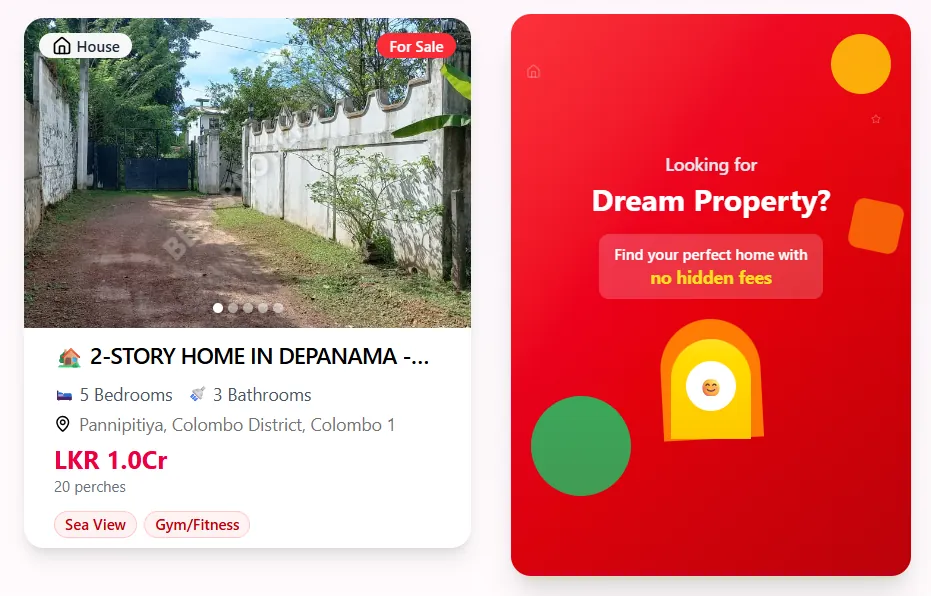 House
For Sale
2-STORY HOME IN DEPANAMA -...
5 Bedrooms 3 Bathrooms
Pannipitiya, Colombo District, Colombo 1
LKR 1.0Cr
20 perches
Sea View Gym/Fitness
Looking for
Dream Property?
Find your perfect home with
no hidden fees